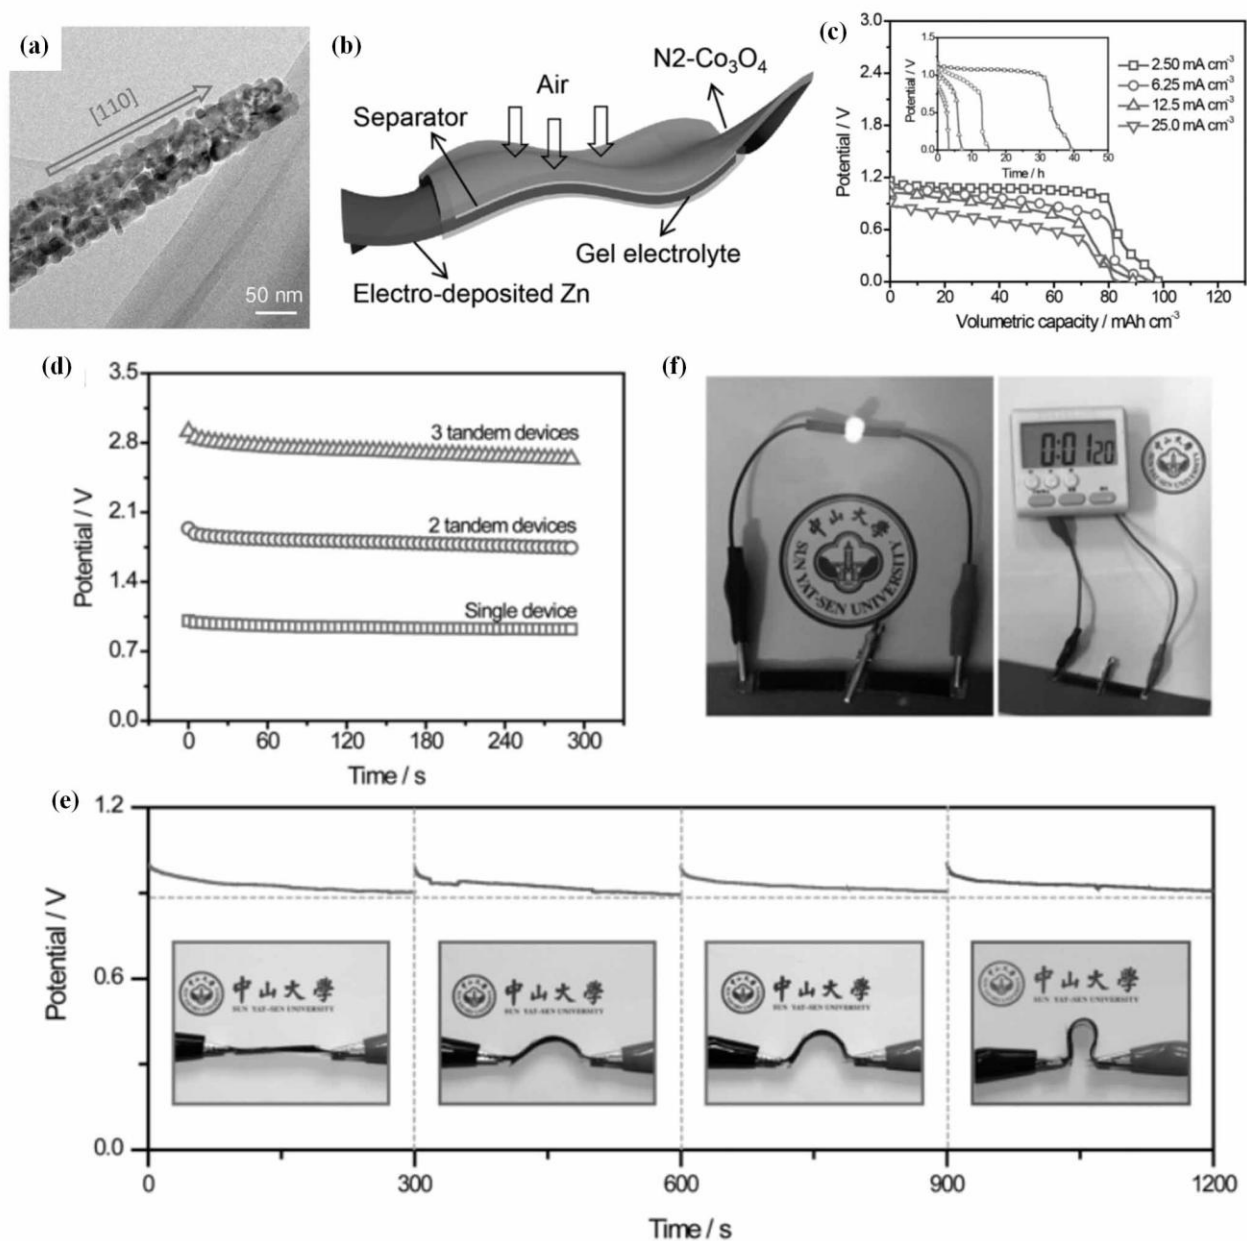 (a)
[110]
50 nm
(b)
Air
N2-Co₃O₄
Separator
Gel electrolyte
Electro-deposited Zn
(c)
Potential / V
3.0
2.4
1.8
1.2
0.6
0.0
0 20 40 60 80 100 120
Volumetric capacity / mAh cm⁻³
Potential / V
1.5
1.0
0.5
0.0
0 10 20 30 40 50
Time / h
2.50 mA cm⁻³
6.25 mA cm⁻³
12.5 mA cm⁻³
25.0 mA cm⁻³
(d)
Potential / V
3.5
2.8
2.1
1.4
0.7
0.0
3 tandem devices
2 tandem devices
Single device
0 60 120 180 240 300
Time / s
(f)
中山大學
SUN YAT-SEN UNIVERSITY
0:0120
(e)
Potential / V
1.2
0.6
0.0
中山大學
SUN YAT-SEN UNIVERSITY
中山大學
SUN YAT-SEN UNIVERSITY
中山大學
SUN YAT-SEN UNIVERSITY
中山大學
SUN YAT-SEN UNIVERSITY
0 300 600 900 1200
Time / s